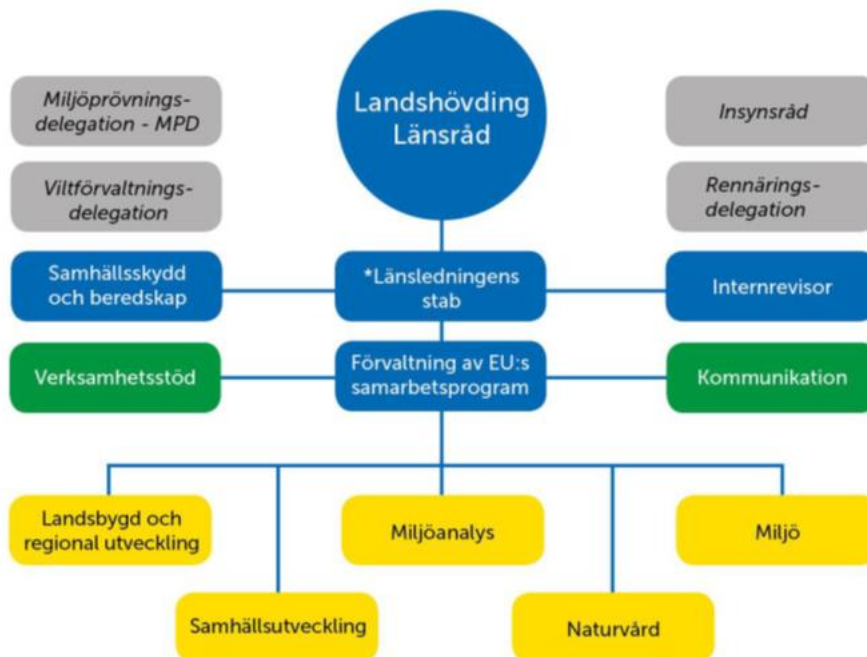 Landshövding
Länsråd
Miljöprövnings-
delegation - MPD
Insynsråd
Viltförvaltnings-
delegation
Rennärings-
delegation
Samhällsskydd
och beredskap
*Länsledningens
stab
Internrevisor
Verksamhetsstöd
Förvaltning av EU:s
samarbetsprogram
Kommunikation
Landsbygd och
regional utveckling
Miljöanalys
Miljö
Samhällsutveckling
Naturvård